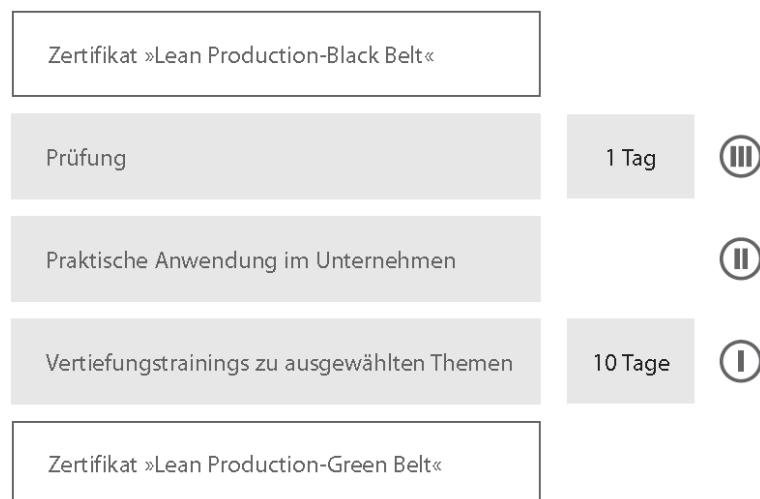 Zertifikat »Lean Production-Black Belt«
Prüfung
1 Tag
III
Praktische Anwendung im Unternehmen
II
Vertiefungstrainings zu ausgewählten Themen
10 Tage
I
Zertifikat »Lean Production-Green Belt«